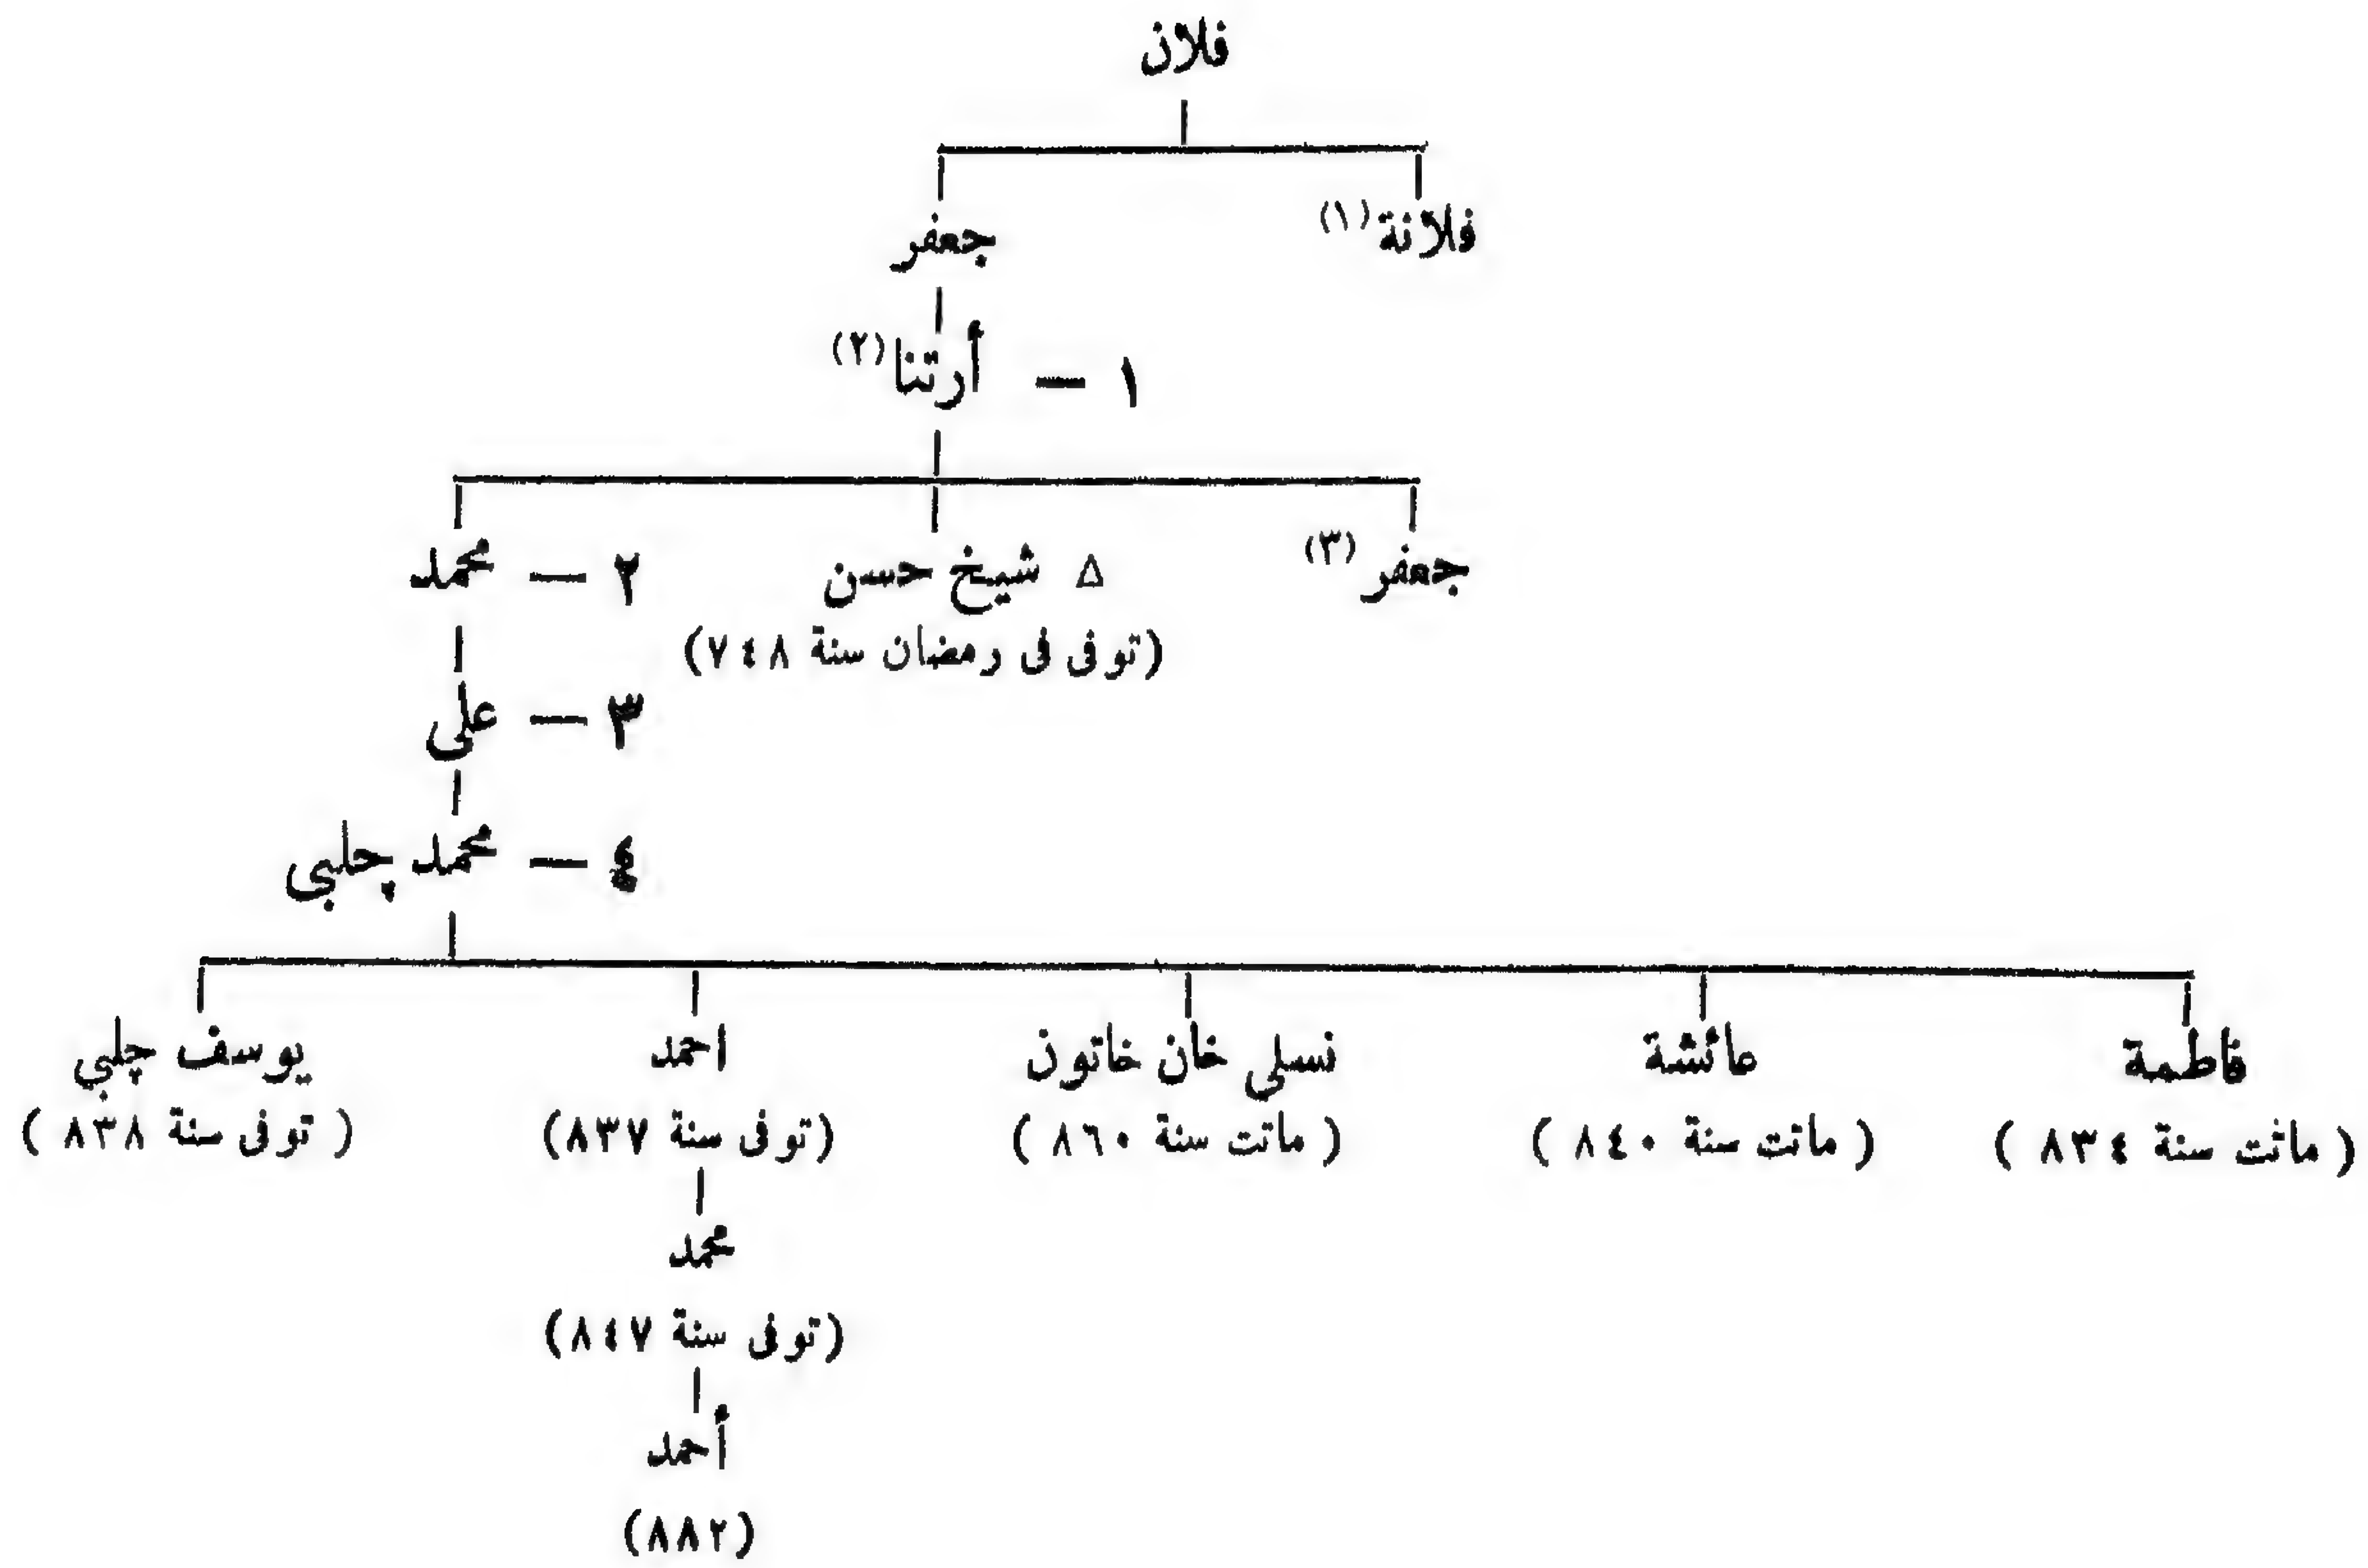 فلان
فلانة (١)
جعفر
١ — أرتنا (٢)
جعفر (٣)
△ شيخ حسن
٢ — محمد
(توفى فى رمضان سنة ٧٤٨)
٣ — على
٤ — محمد چلبي
فاطمة
عائشة
نسلى خان خاتون
احمد
يوسف چلبي
( ماتت سنة ٨٣٤ )
( ماتت سنة ٨٤٠ )
( ماتت سنة ٨٦٠ )
(توفى سنة ٨٣٧)
( توفى سنة ٨٣٨ )
محمد
(توفى سنة ٨٤٧)
أحمد
(٨٨٢)